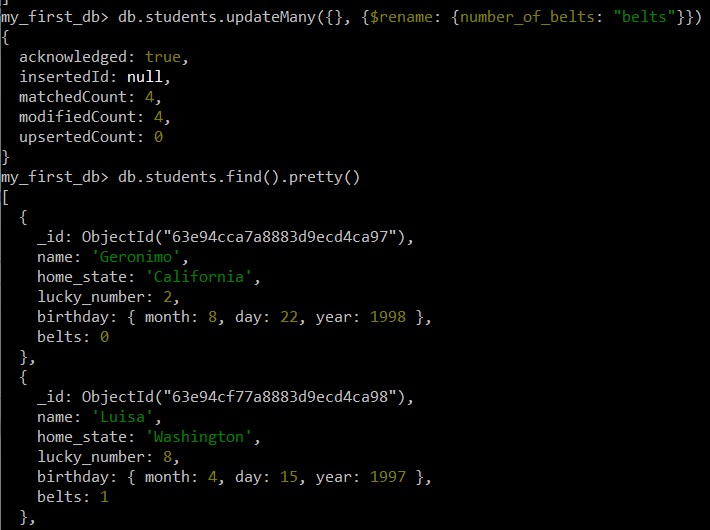 ]
my_first_db> db.students.updateMany({}, {$rename: {number_of_belts: "belts"}})
{
  acknowledged: true,
  insertedId: null,
  matchedCount: 4,
  modifiedCount: 4,
  upsertedCount: 0
}
my_first_db> db.students.find().pretty()
[
  {
    _id: ObjectId("63e94cca7a8883d9ecd4ca97"),
    name: 'Geronimo',
    home_state: 'California',
    lucky_number: 2,
    birthday: { month: 8, day: 22, year: 1998 },
    belts: 0
  },
  {
    _id: ObjectId("63e94cf77a8883d9ecd4ca98"),
    name: 'Luisa',
    home_state: 'Washington',
    lucky_number: 8,
    birthday: { month: 4, day: 15, year: 1997 },
    belts: 1
  },